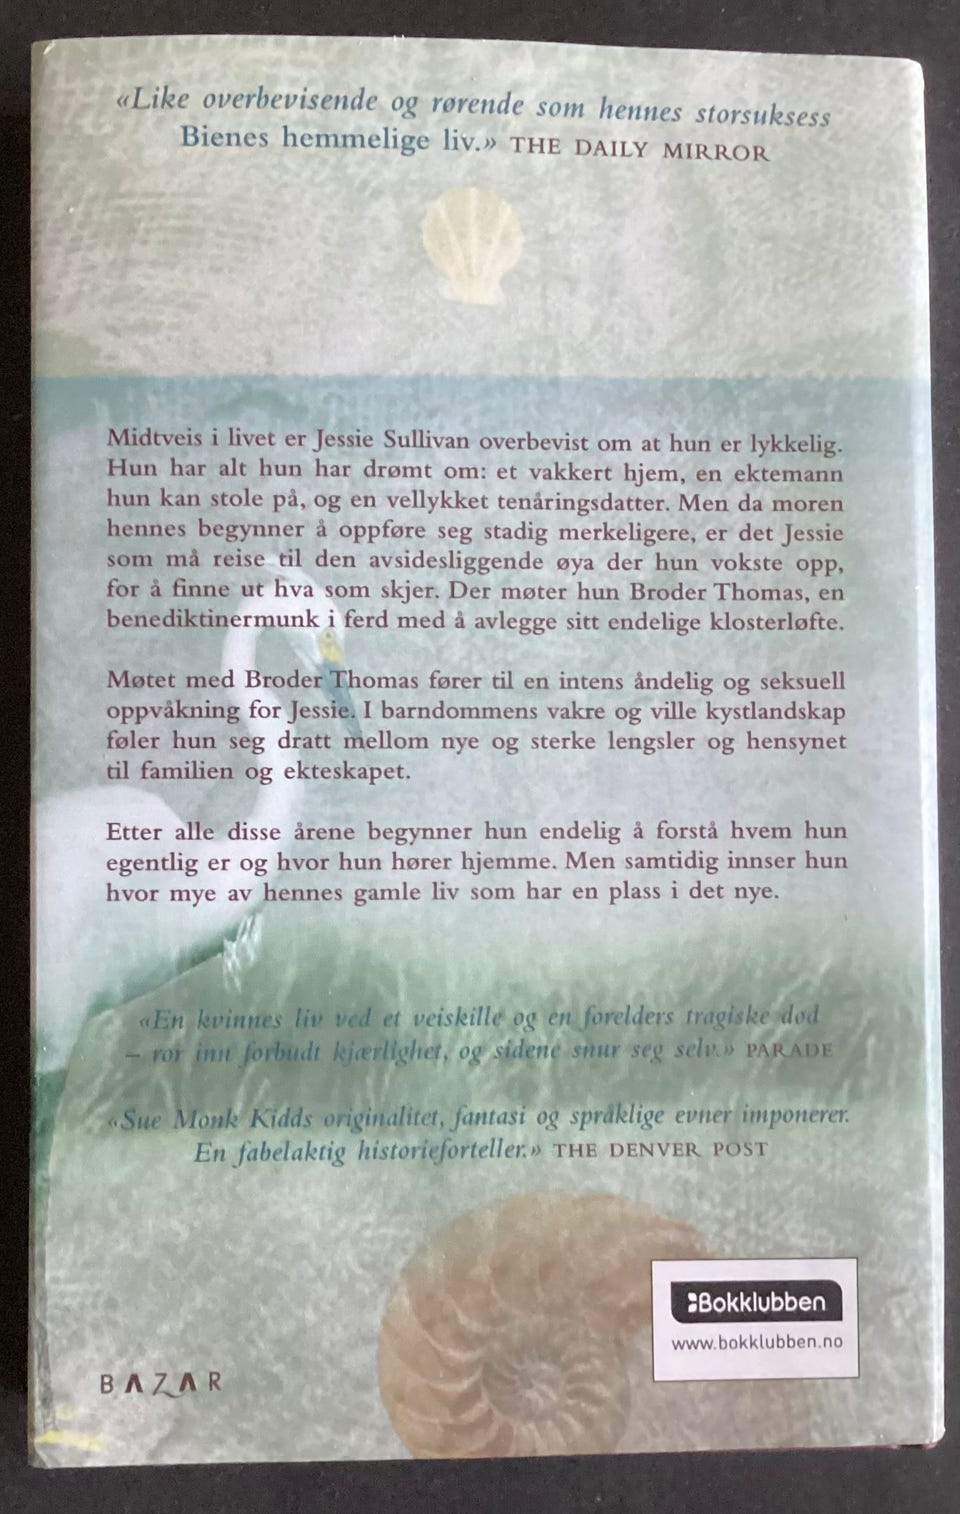 «Like overbevisende og rørende som hennes storsuksess
Bienes hemmelige liv.» THE DAILY MIRROR
Midtveis i livet er Jessie Sullivan overbevist om at hun er lykkelig.
Hun har alt hun har drømt om: et vakkert hjem, en ektemann
hun kan stole på, og en vellykket tenåringsdatter. Men da moren
hennes begynner å oppføre seg stadig merkeligere, er det Jessie
som må reise til den avsidesliggende øya der hun vokste opp,
for å finne ut hva som skjer. Der møter hun Broder Thomas, en
benediktinermunk i ferd med å avlegge sitt endelige klosterløfte.
Møtet med Broder Thomas fører til en intens åndelig og seksuell
oppvåkning for Jessie. I barndommens vakre og ville kystlandskap
føler hun seg dratt mellom nye og sterke lengsler og hensynet
til familien og ekteskapet.
Etter alle disse årene begynner hun endelig å forstå hvem hun
egentlig er og hvor hun hører hjemme. Men samtidig innser hun
hvor mye av hennes gamle liv som har en plass i det nye.
«En kvinnes liv ved et veiskille og en forelders tragiske død
– rør inn forbudt kjærlighet, og sidene snur seg selv.» PARADE
«Sue Monk Kidds originalitet, fantasi og språklige evner imponerer.
En fabelaktig historieforteller.» THE DENVER POST
Bokklubben
www.bokklubben.no
BAZAR